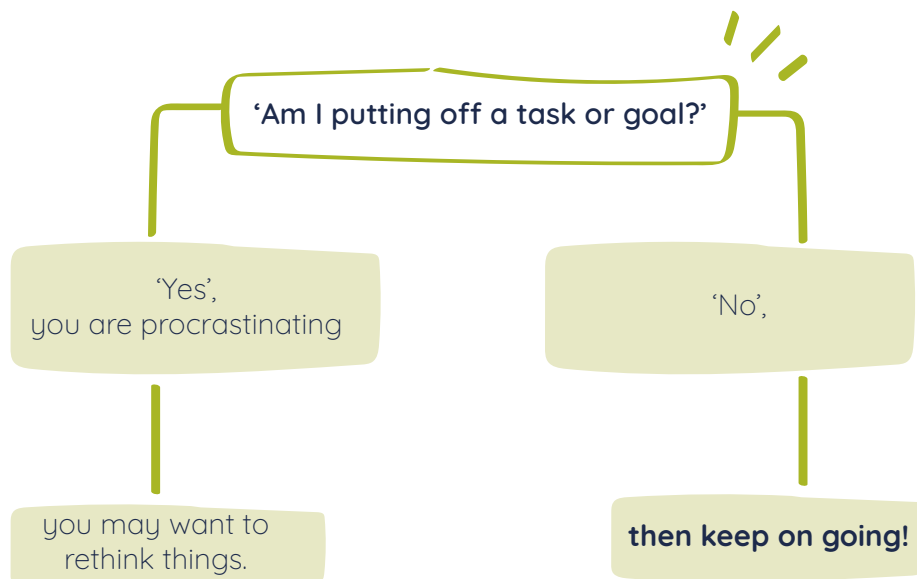 ‘Am I putting off a task or goal?’
‘Yes’,
you are procrastinating
‘No’,
you may want to
rethink things.
then keep on going!